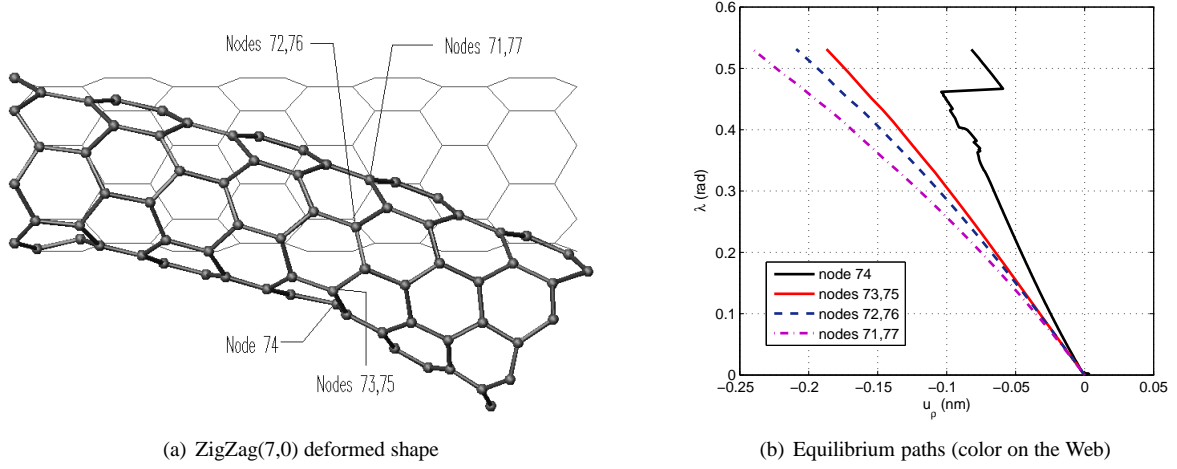 Nodes 72,76
Nodes 71,77
Node 74
Nodes 73,75
(a) ZigZag(7,0) deformed shape
0.6
0.5
0.4
0.3
0.2
0.1
0
λ (rad)
node 74
nodes 73,75
nodes 72,76
nodes 71,77
−0.25 −0.2 −0.15 −0.1 −0.05 0 0.05
u_ρ (nm)
(b) Equilibrium paths (color on the Web)